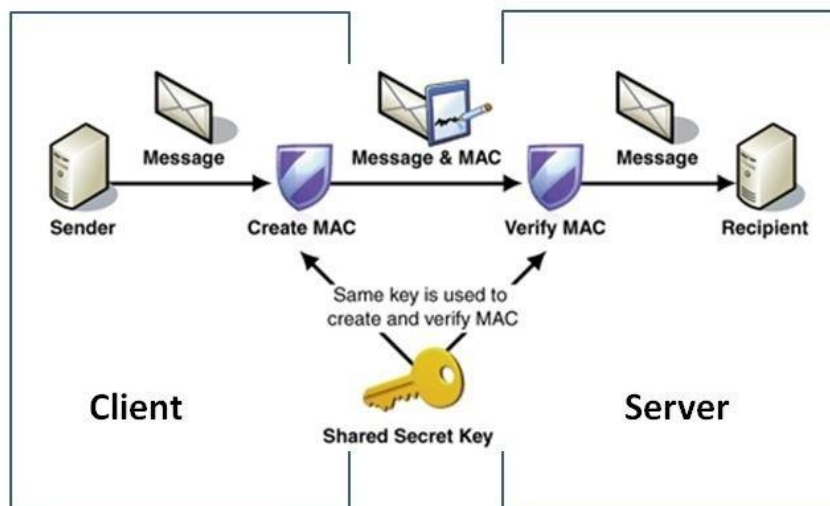 Message
Message & MAC
Message
Sender
Create MAC
Verify MAC
Recipient
Same key is used to
create and verify MAC
Client
Server
Shared Secret Key